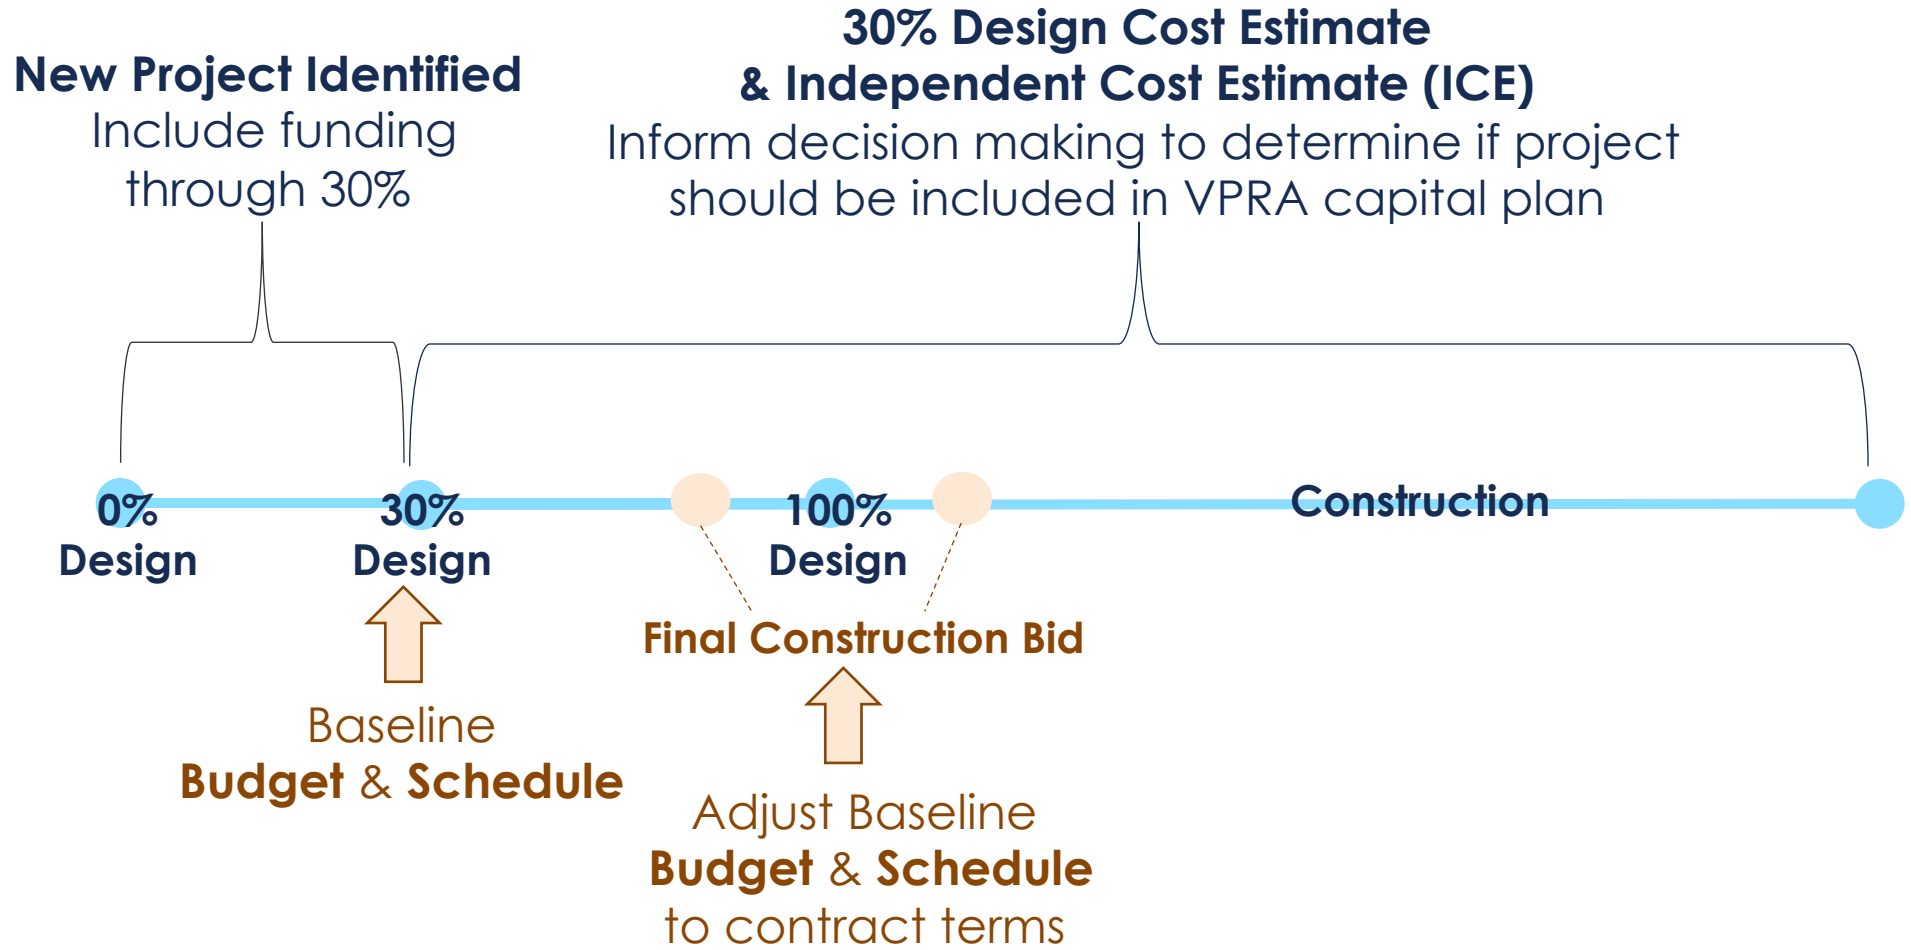 New Project Identified
Include funding
through 30%
30% Design Cost Estimate
& Independent Cost Estimate (ICE)
Inform decision making to determine if project
should be included in VPRA capital plan
0%
Design
30%
Design
100%
Design
Construction
Final Construction Bid
Baseline
Budget & Schedule
Adjust Baseline
Budget & Schedule
to contract terms